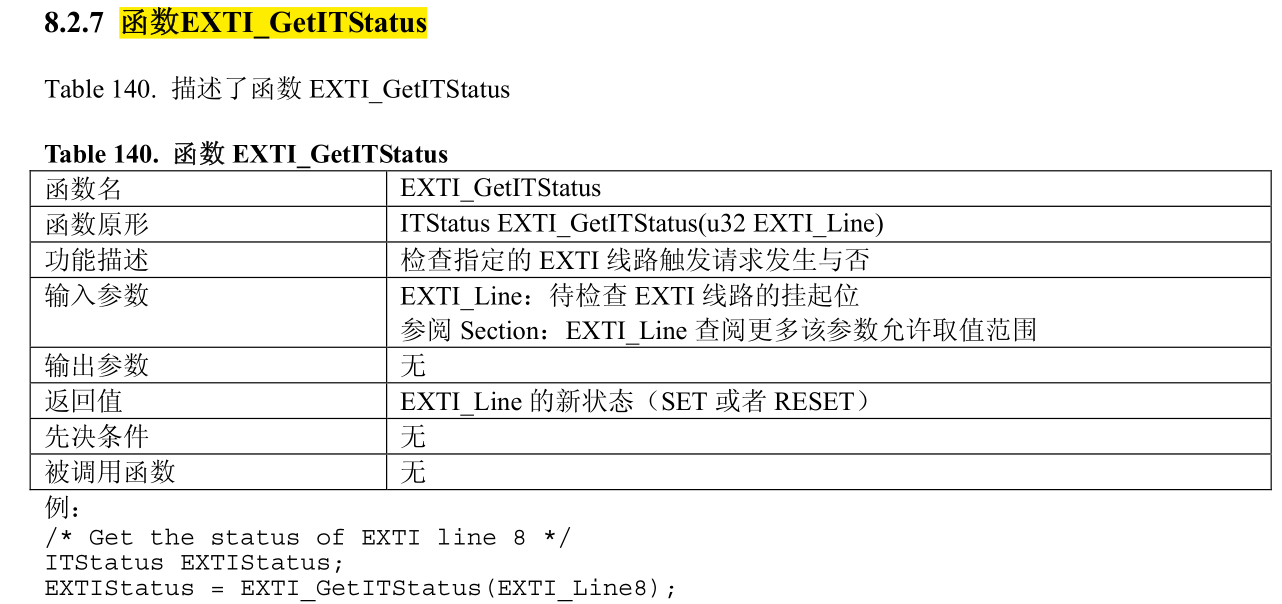 8.2.7 函数EXTI_GetITStatus
Table 140. 描述了函数 EXTI_GetITStatus
Table 140. 函数 EXTI_GetITStatus
函数名 EXTI_GetITStatus
函数原形 ITStatus EXTI_GetITStatus(u32 EXTI_Line)
功能描述 检查指定的 EXTI 线路触发请求发生与否
输入参数 EXTI_Line：待检查 EXTI 线路的挂起位
参阅 Section：EXTI_Line 查阅更多该参数允许取值范围
输出参数 无
返回值 EXTI_Line 的新状态（SET 或者 RESET）
先决条件 无
被调用函数 无
例：
/* Get the status of EXTI line 8 */
ITStatus EXTIStatus;
EXTIStatus = EXTI_GetITStatus(EXTI_Line8);